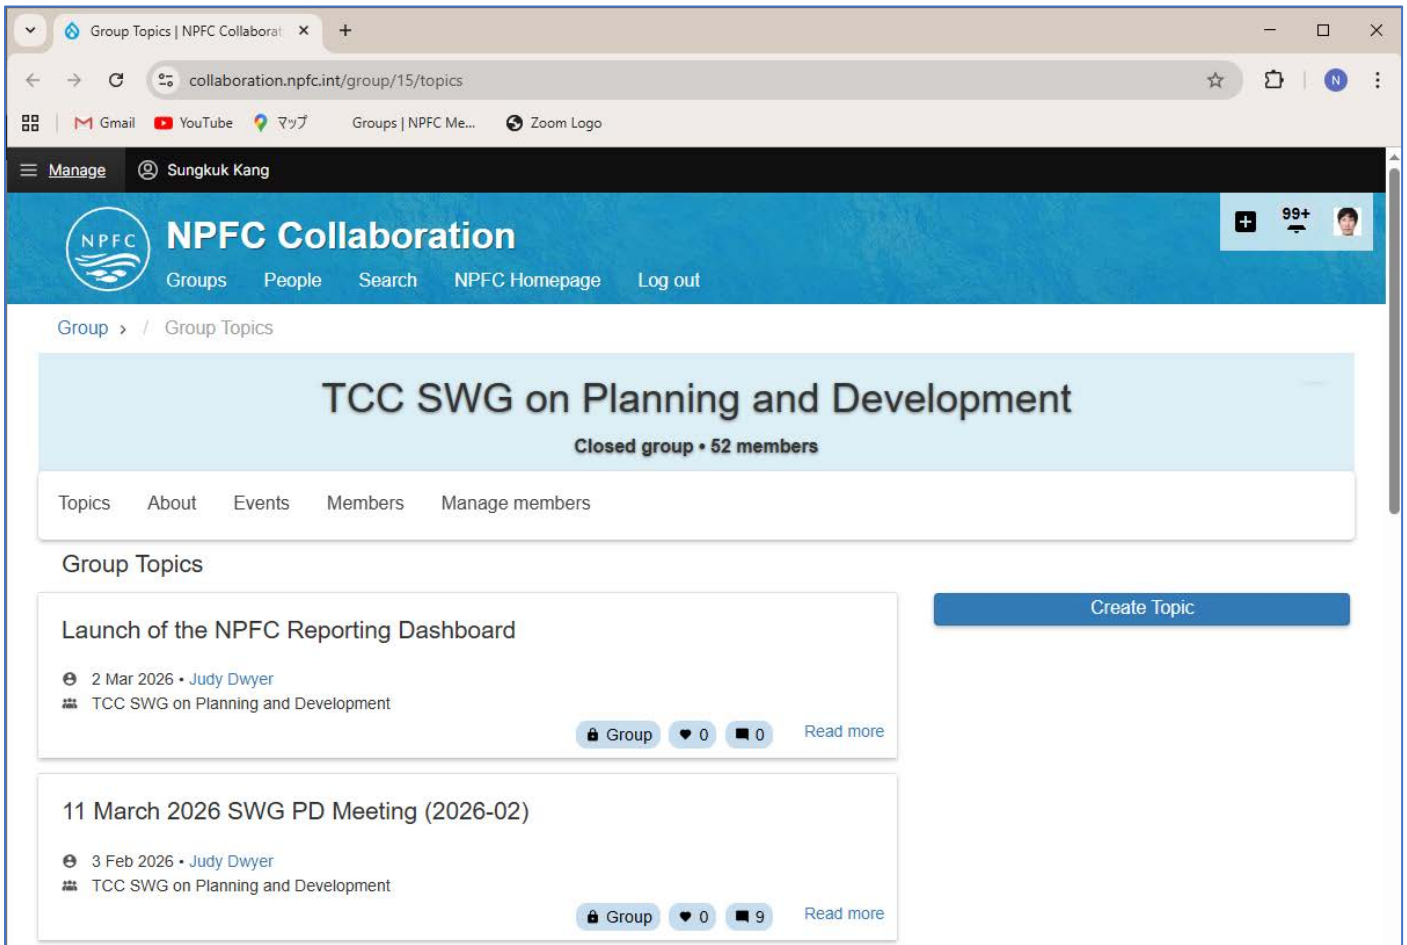 Group Topics | NPFC Collaborat
collaboration.npfc.int/group/15/topics
Gmail YouTube マップ Groups | NPFC Me... Zoom Logo
N
Manage Sungkuk Kang
NPFC
NPFC Collaboration
99+
Groups People Search NPFC Homepage Log out
Group › / Group Topics
TCC SWG on Planning and Development
Closed group • 52 members
Topics About Events Members Manage members
Group Topics
Create Topic
Launch of the NPFC Reporting Dashboard
2 Mar 2026 • Judy Dwyer
TCC SWG on Planning and Development
Group 0 0 Read more
11 March 2026 SWG PD Meeting (2026-02)
3 Feb 2026 • Judy Dwyer
TCC SWG on Planning and Development
Group 0 9 Read more